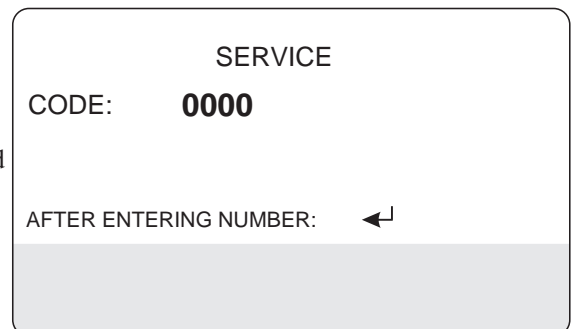 SERVICE
CODE: 0000
AFTER ENTERING NUMBER: ↵